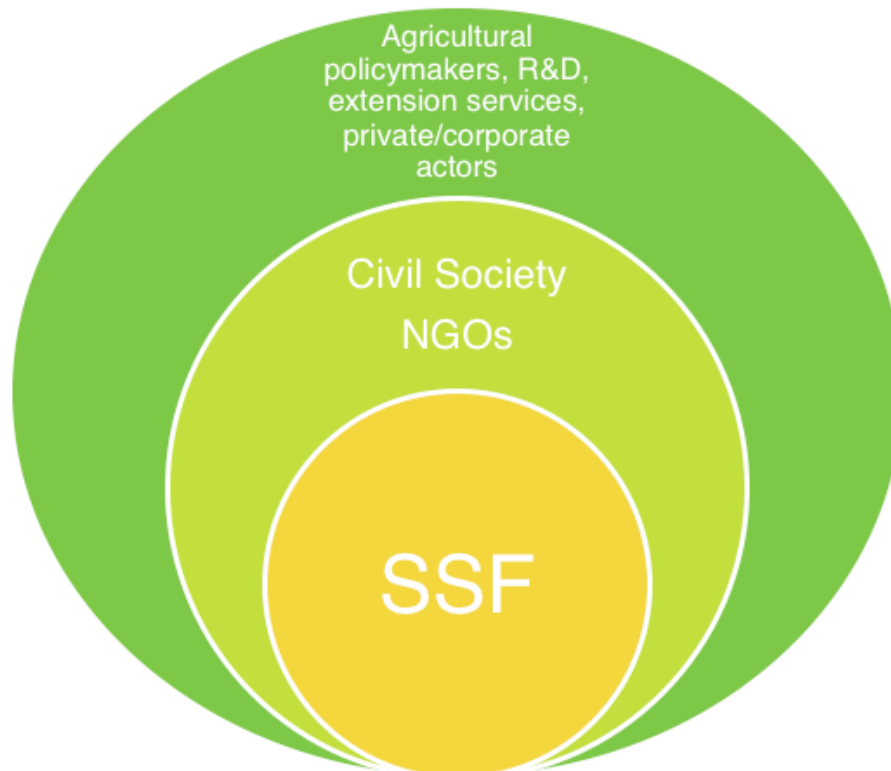 Agricultural
policymakers, R&D,
extension services,
private/corporate
actors
Civil Society
NGOs
SSF